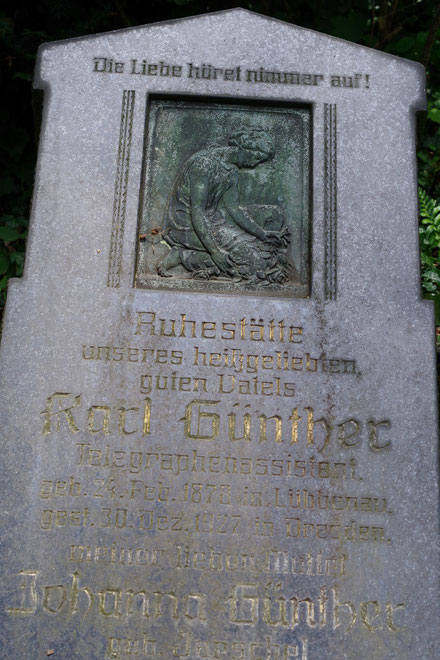 Die Liebe höret nimmer auf!
Ruhestätte
unseres heißgeliebten,
guten Vaters
Karl Günther
Telegraphenassistent,
geb. 24. Feb. 1878 in Lübbenau,
gest. 30. Dez. 1927 in Dresden.
meiner lieben Mutter
Johanna Günther
geb.